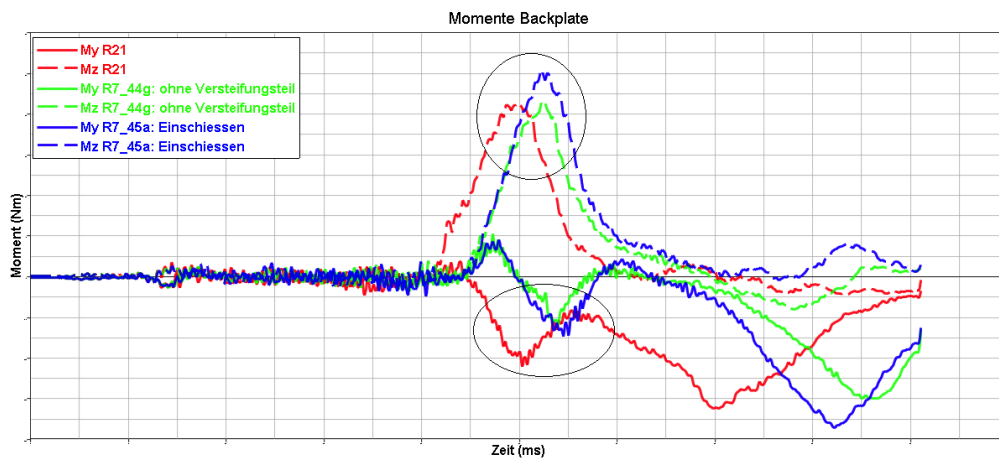 Momente Backplate
My R21
Mz R21
My R7_44g: ohne Versteifungsteil
Mz R7_44g: ohne Versteifungsteil
My R7_45a: Einschiessen
Mz R7_45a: Einschiessen
Moment (Nm)
Zeit (ms)